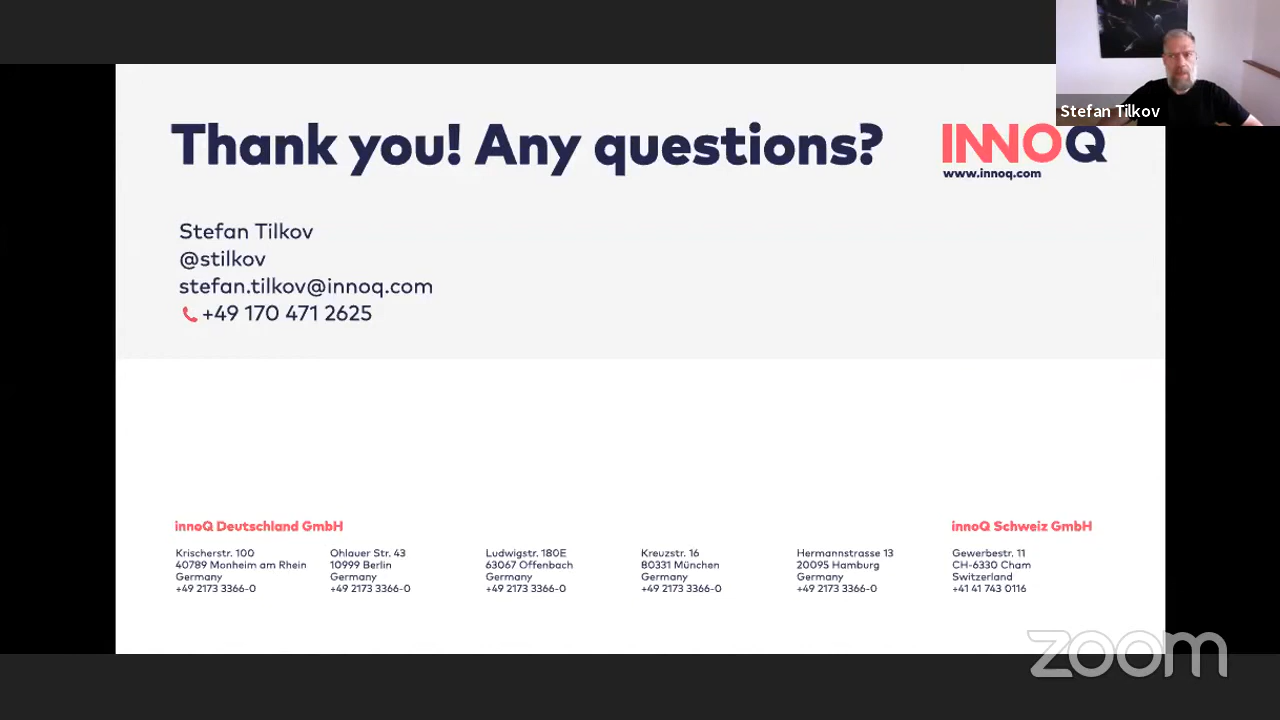 Stefan Tilkov
Thank you! Any questions?
INNOQ
www.innoq.com
Stefan Tilkov
@stilkov
stefan.tilkov@innoq.com
+49 170 471 2625
innoQ Deutschland GmbH
Krischerstr. 100
40789 Monheim am Rhein
Germany
+49 2173 3366-0
Ohlauer Str. 43
10999 Berlin
Germany
+49 2173 3366-0
Ludwigstr. 180E
63067 Offenbach
Germany
+49 2173 3366-0
Kreuzstr. 16
80331 München
Germany
+49 2173 3366-0
Hermannstrasse 13
20095 Hamburg
Germany
+49 2173 3366-0
innoQ Schweiz GmbH
Gewerbestr. 11
CH-6330 Cham
Switzerland
+41 41 743 0116
zoom